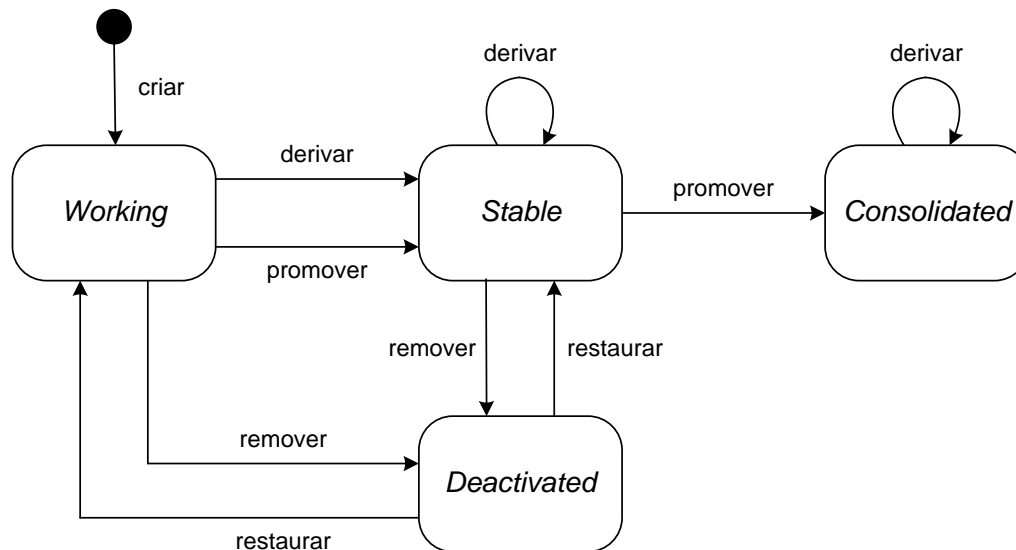 derivar
derivar
criar
derivar
promover
Working
Stable
Consolidated
promover
remover
restaurar
remover
Deactivated
restaurar